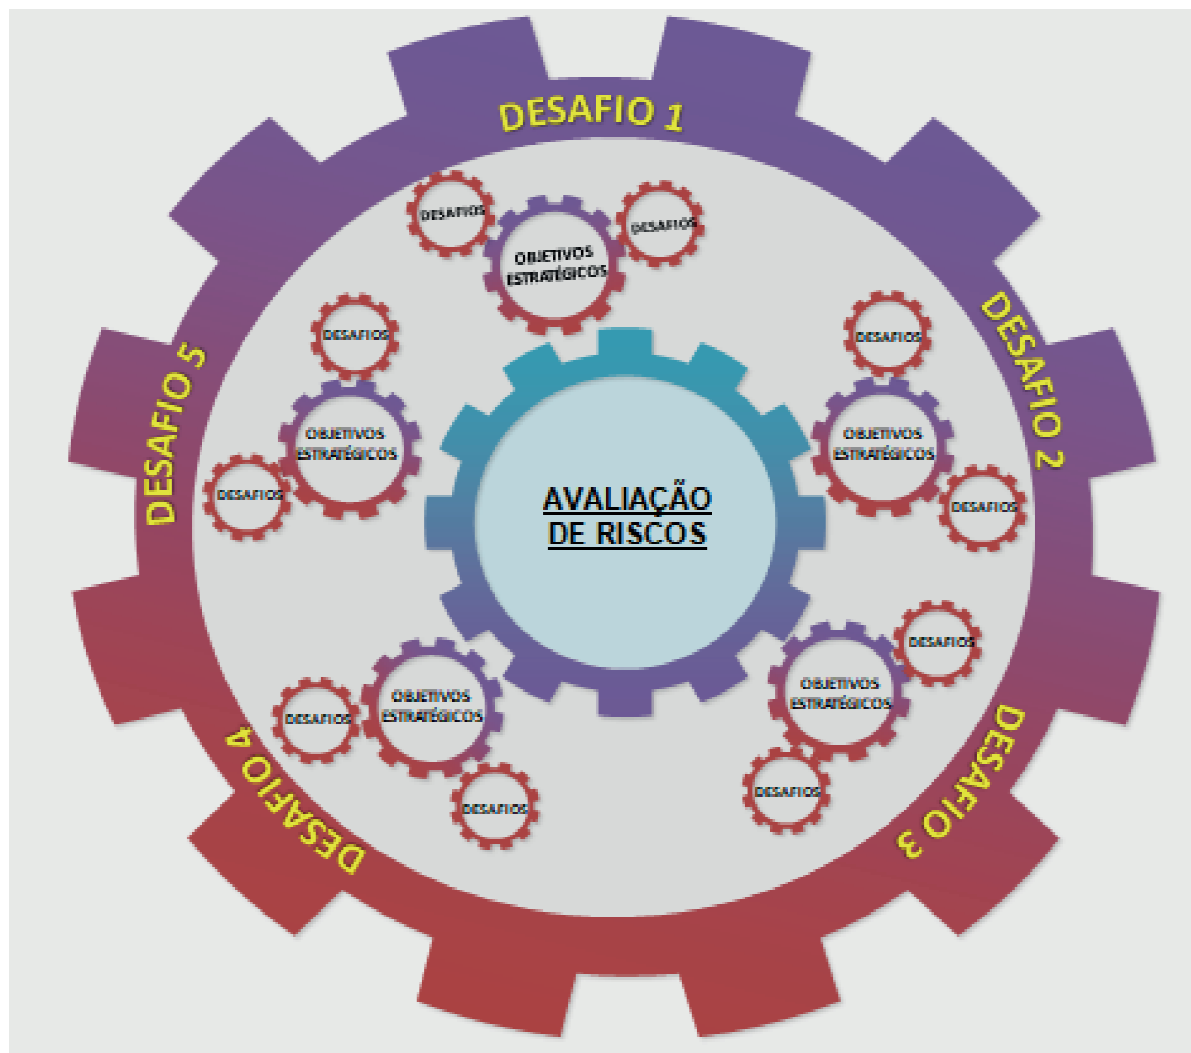 DESAFIO 1
DESAFIOS
DESAFIOS
OBJETIVOS
ESTRATÉGICOS
DESAFIO 2
DESAFIOS
OBJETIVOS
ESTRATÉGICOS
DESAFIOS
DESAFIO 5
DESAFIOS
OBJETIVOS
ESTRATÉGICOS
DESAFIOS
AVALIAÇÃO
DE RISCOS
DESAFIOS
OBJETIVOS
ESTRATÉGICOS
DESAFIOS
DESAFIO 3
OBJETIVOS
ESTRATÉGICOS
DESAFIOS
DESAFIOS
DESAFIO 4